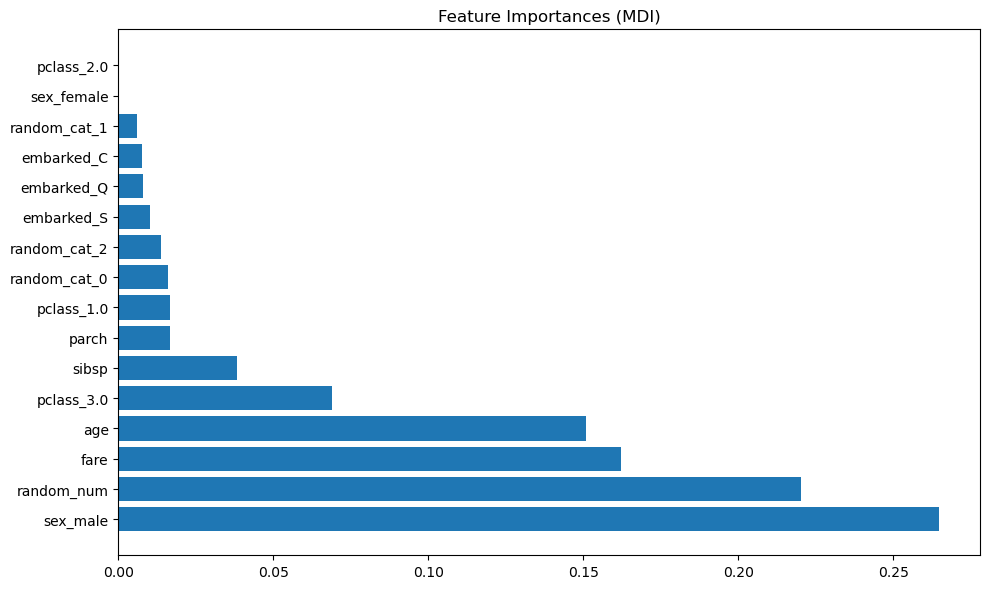 Feature Importances (MDI)
pclass_2.0
sex_female
random_cat_1
embarked_C
embarked_Q
embarked_S
random_cat_2
random_cat_0
pclass_1.0
parch
sibsp
pclass_3.0
age
fare
random_num
sex_male
0.00 0.05 0.10 0.15 0.20 0.25